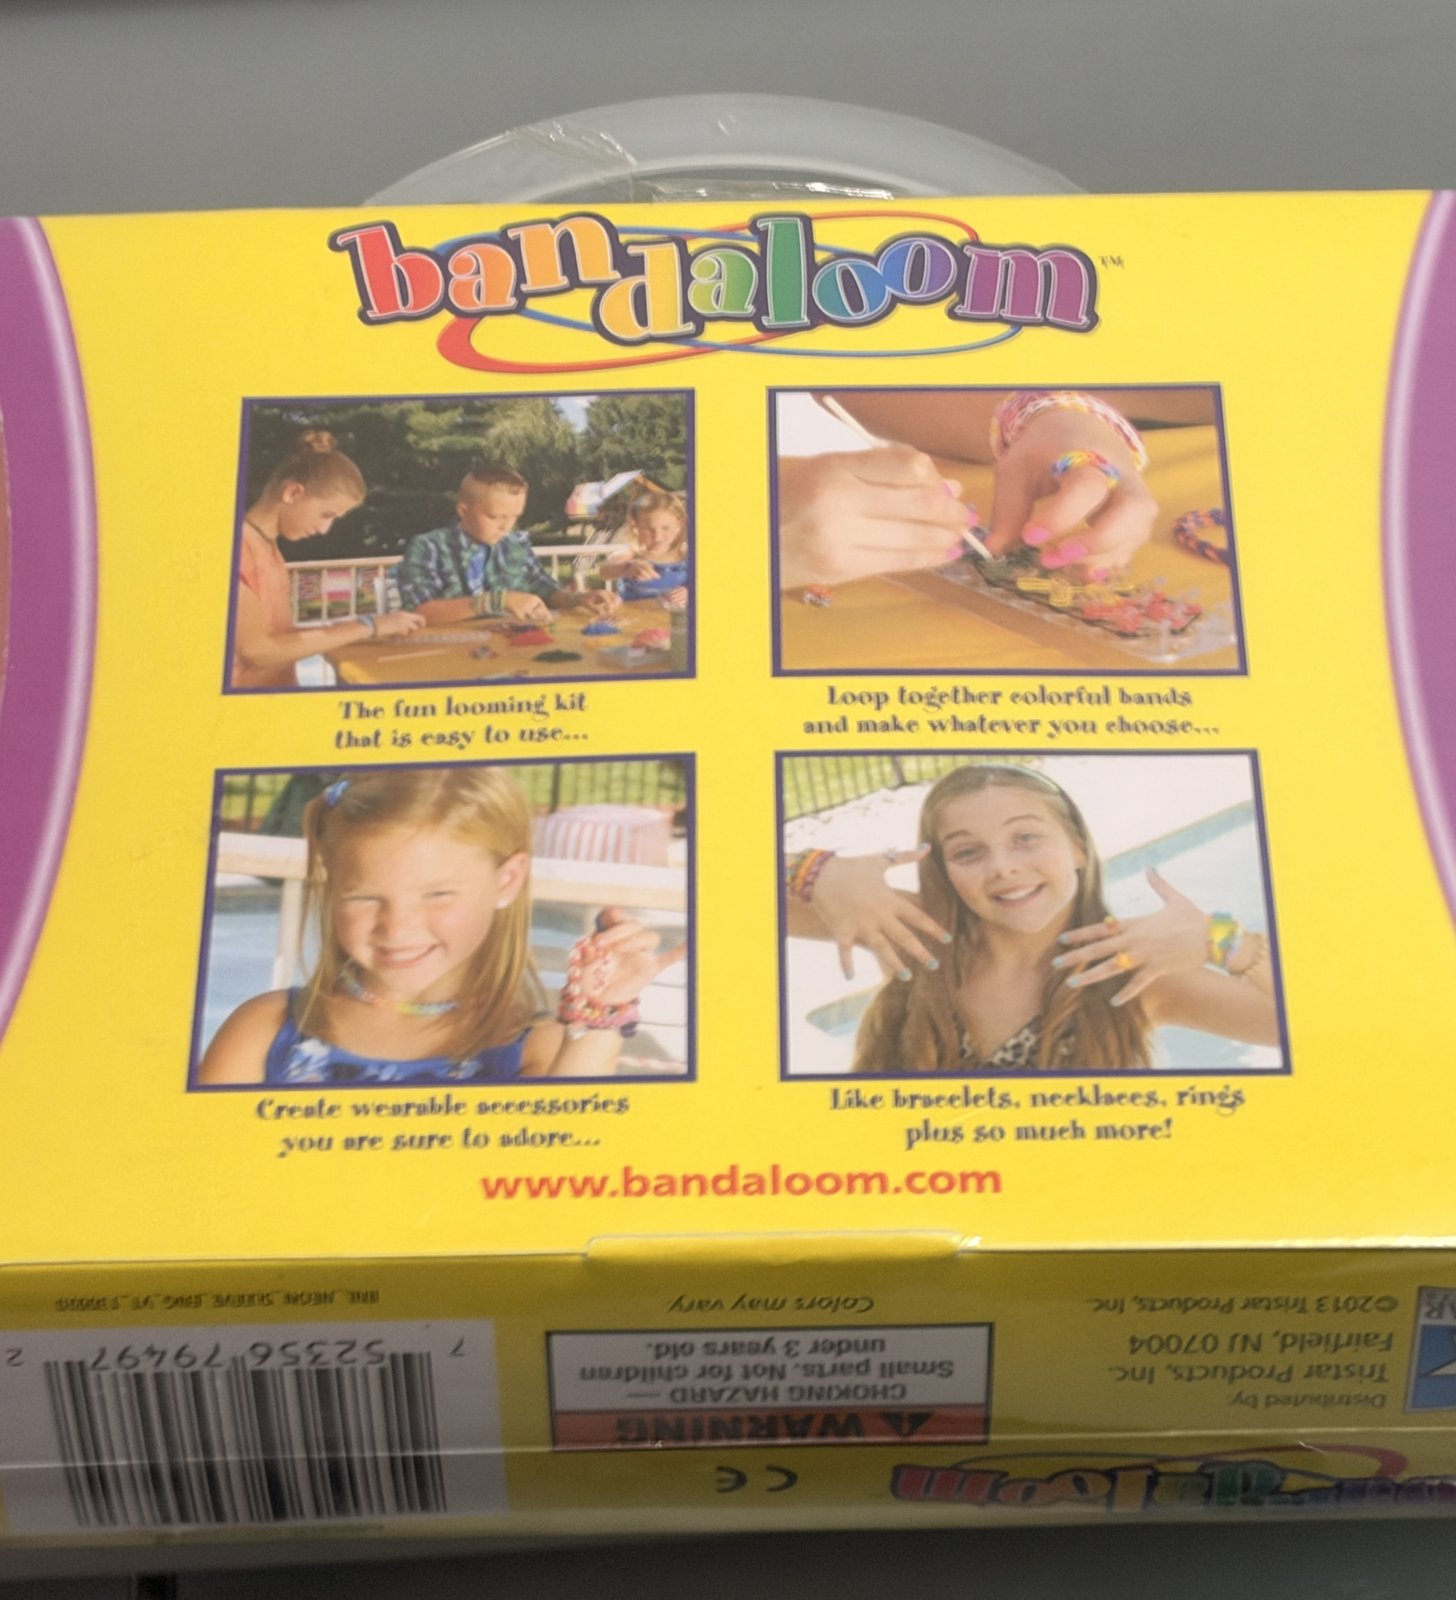 bandaloom™
The fun looming kit
that is easy to use...
Loop together colorful bands
and make whatever you choose...
Create wearable accessories
you are sure to adore...
Like bracelets, necklaces, rings
plus so much more!
www.bandaloom.com
bandaloom
CE
WARNING
CHOKING HAZARD —
Small parts. Not for children
under 3 years old.
Colors may vary
Distributed by:
Tristar Products, Inc.
Fairfield, NJ 07004
©2013 Tristar Products, Inc.
7 52356 79497 2